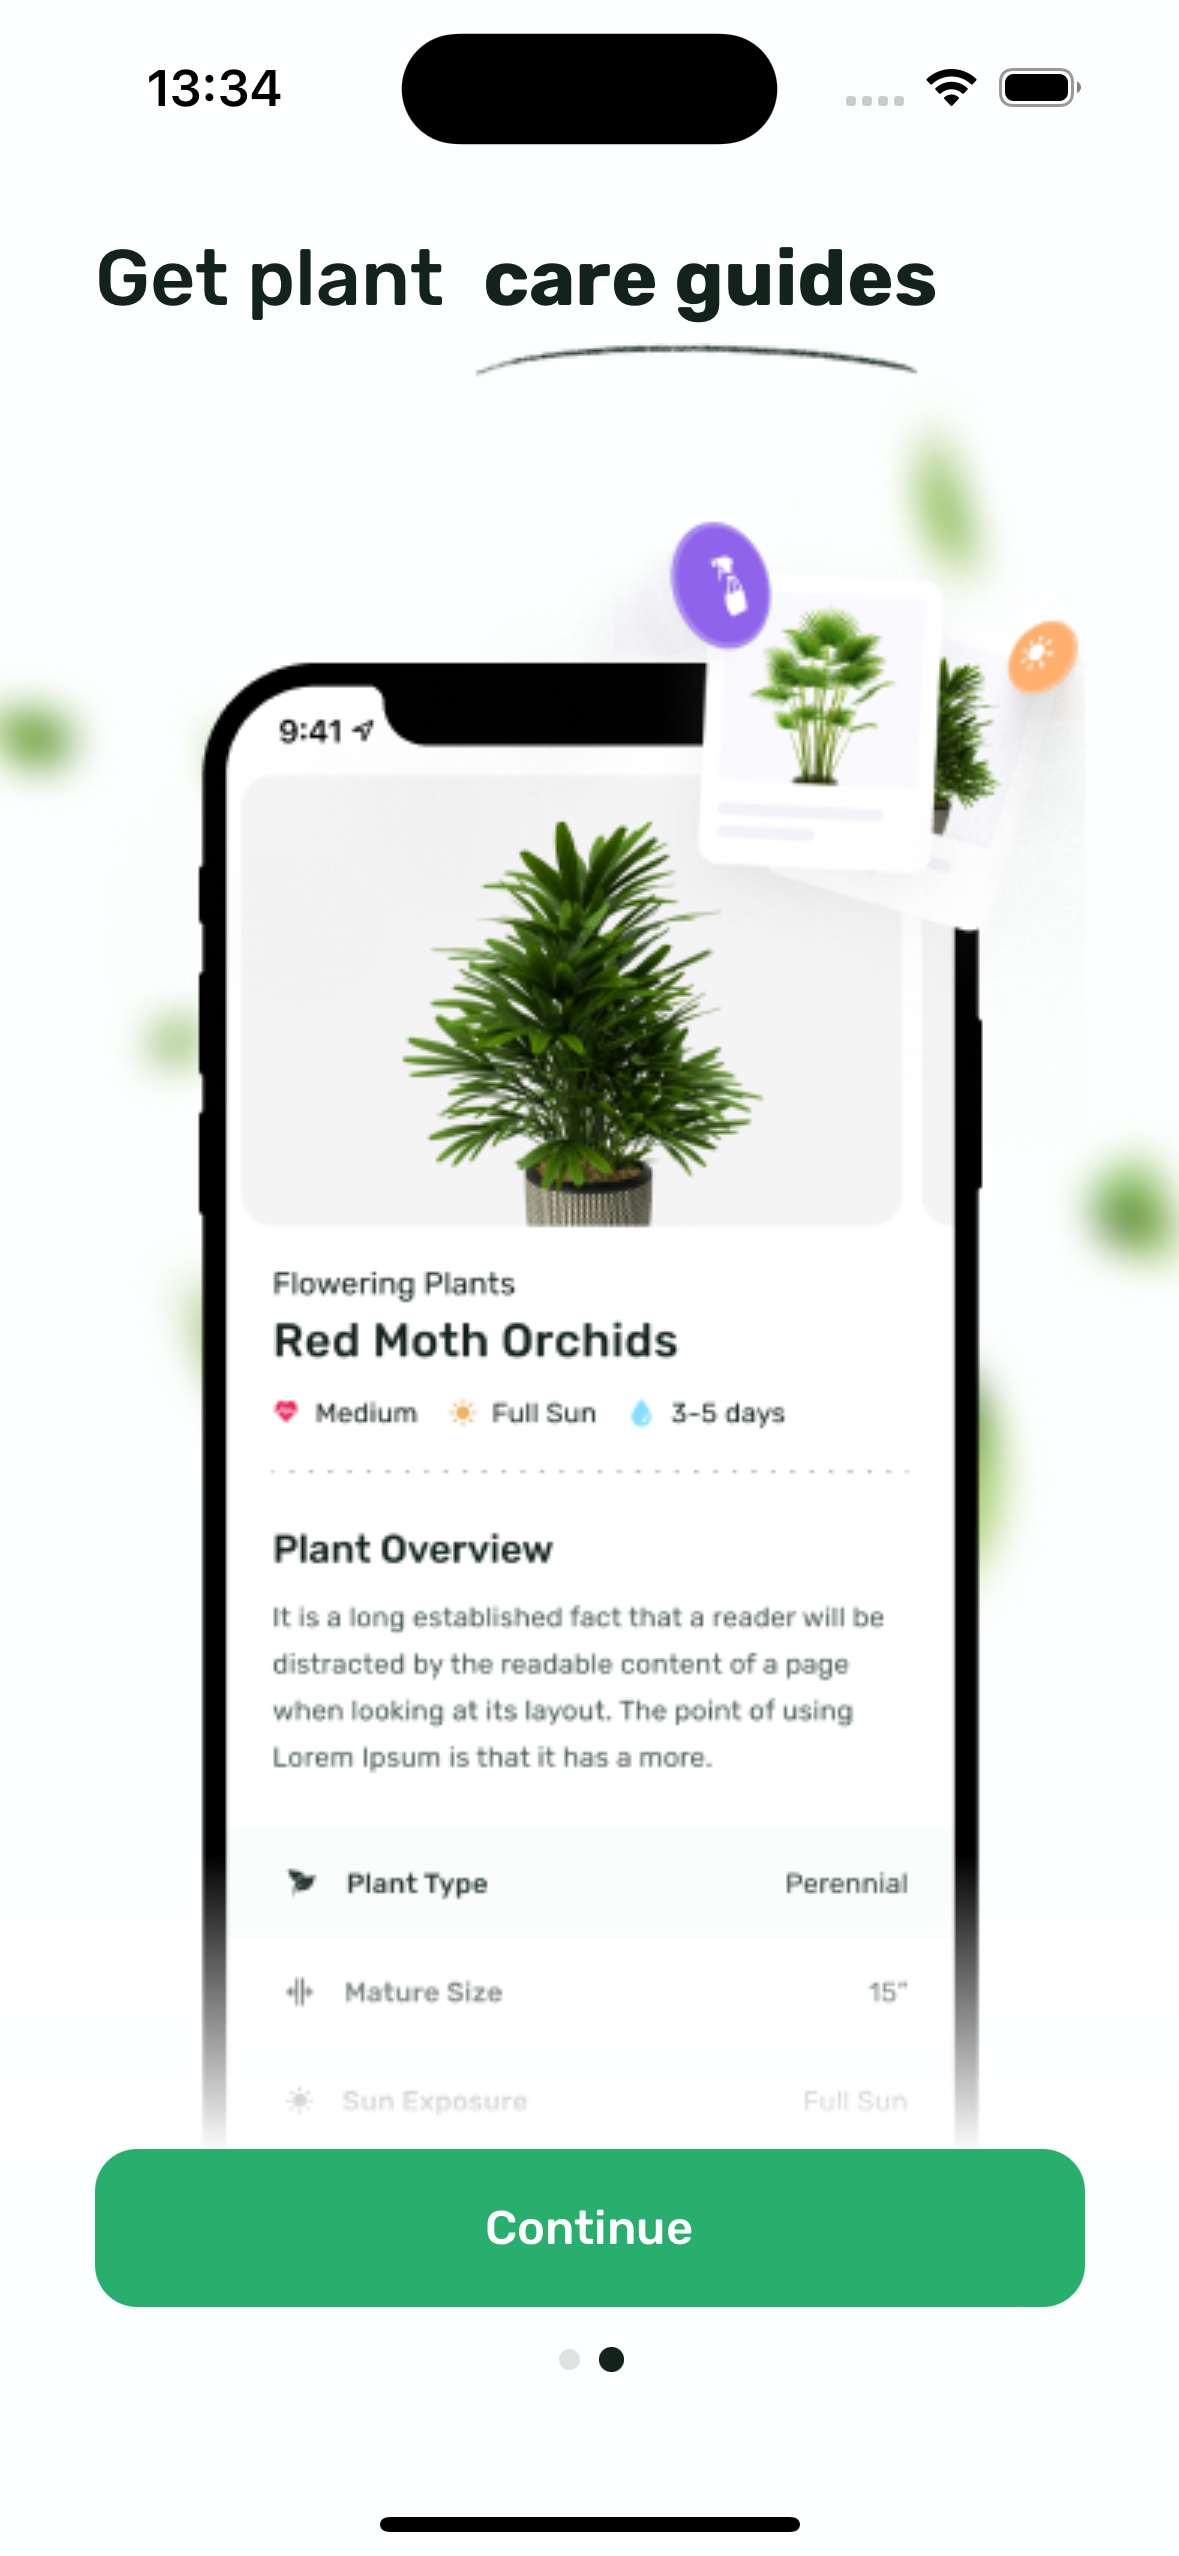 13:34
Get plant care guides
9:41
Flowering Plants
Red Moth Orchids
Medium Full Sun 3-5 days
Plant Overview
It is a long established fact that a reader will be
distracted by the readable content of a page
when looking at its layout. The point of using
Lorem Ipsum is that it has a more.
Plant Type Perennial
Mature Size 15"
Sun Exposure Full Sun
Continue